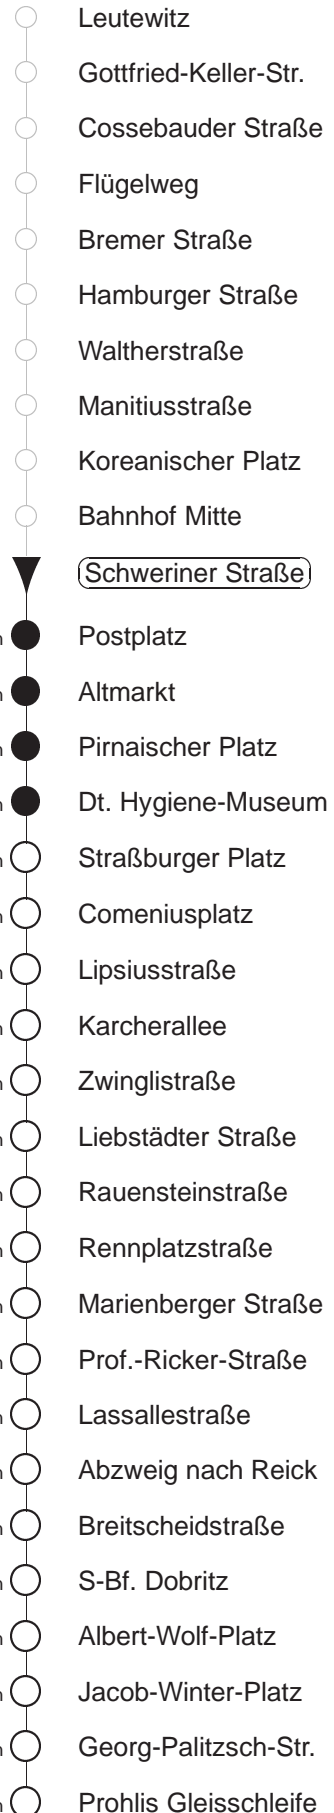 Leutewitz
Gottfried-Keller-Str.
Cossebauder Straße
Flügelweg
Bremer Straße
Hamburger Straße
Waltherstraße
Manitiusstraße
Koreanischer Platz
Bahnhof Mitte
Schweriner Straße
Postplatz
Altmarkt
Pirnaischer Platz
Dt. Hygiene-Museum
Straßburger Platz
Comeniusplatz
Lipsiusstraße
Karcherallee
Zwinglistraße
Liebstädter Straße
Rauensteinstraße
Rennplatzstraße
Marienberger Straße
Prof.-Ricker-Straße
Lassallestraße
Abzweig nach Reick
Breitscheidstraße
S-Bf. Dobritz
Albert-Wolf-Platz
Jacob-Winter-Platz
Georg-Palitzsch-Str.
Prohlis Gleisschleife